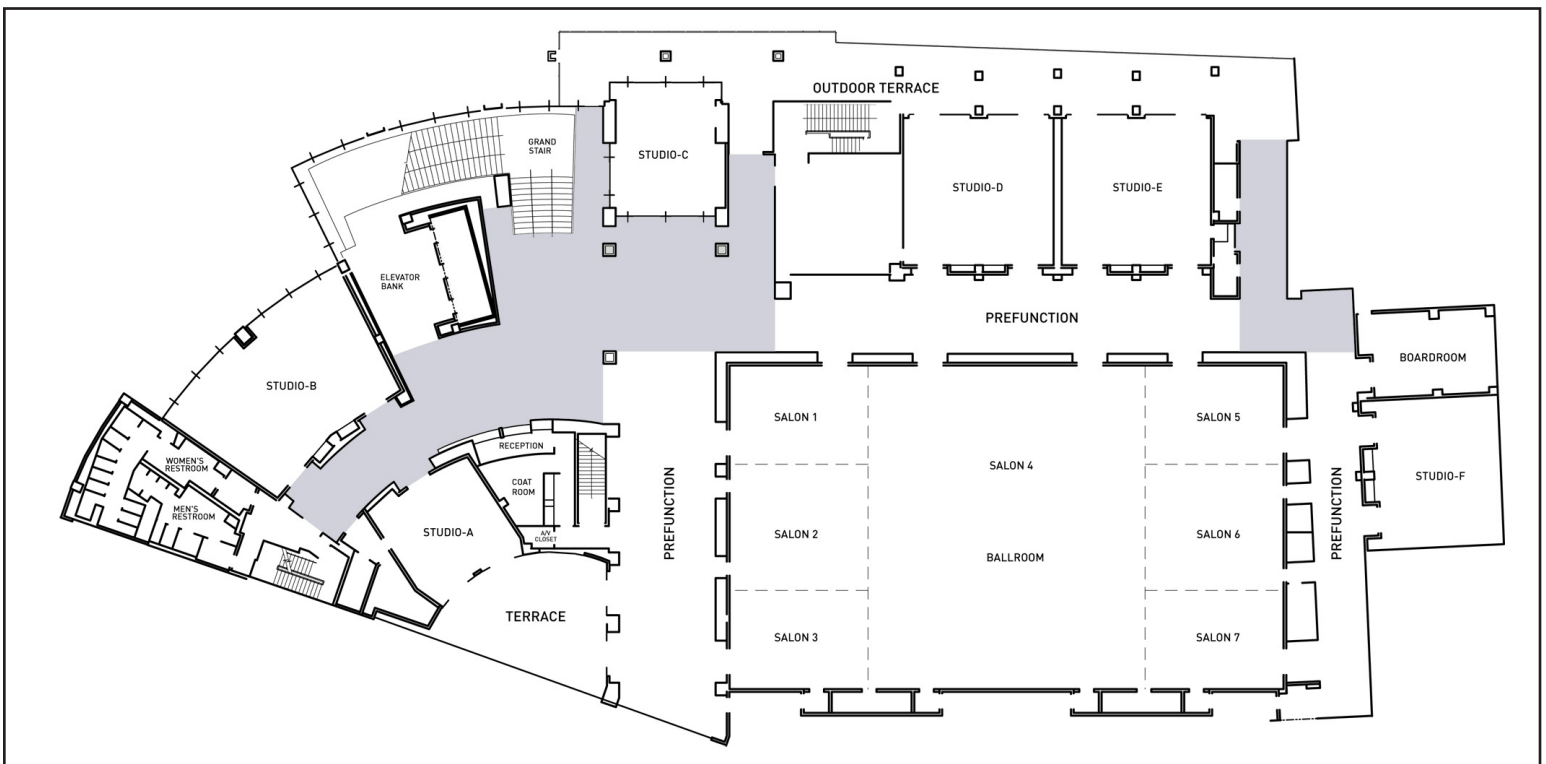 OUTDOOR TERRACE
GRAND
STAIR
STUDIO-C
STUDIO-D
STUDIO-E
ELEVATOR
BANK
PREFUNCTION
BOARDROOM
STUDIO-B
SALON 1
SALON 5
RECEPTION
WOMEN'S
RESTROOM
SALON 4
COAT
ROOM
STUDIO-F
MEN'S
RESTROOM
PREFUNCTION
PREFUNCTION
STUDIO-A
A/V
CLOSET
SALON 2
SALON 6
BALLROOM
TERRACE
SALON 3
SALON 7